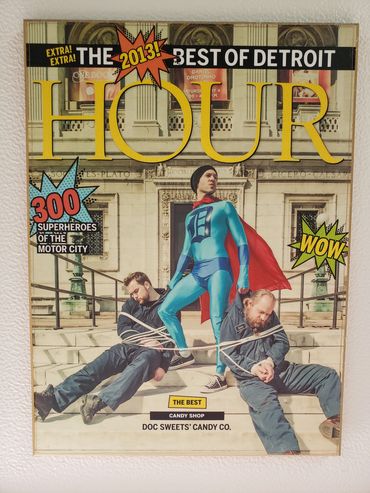 EXTRA!
EXTRA!
THE 2013! BEST OF DETROIT
HOUR
300
SUPERHEROES
OF THE
MOTOR CITY
H
WOW
THE BEST
CANDY SHOP
DOC SWEETS' CANDY CO.